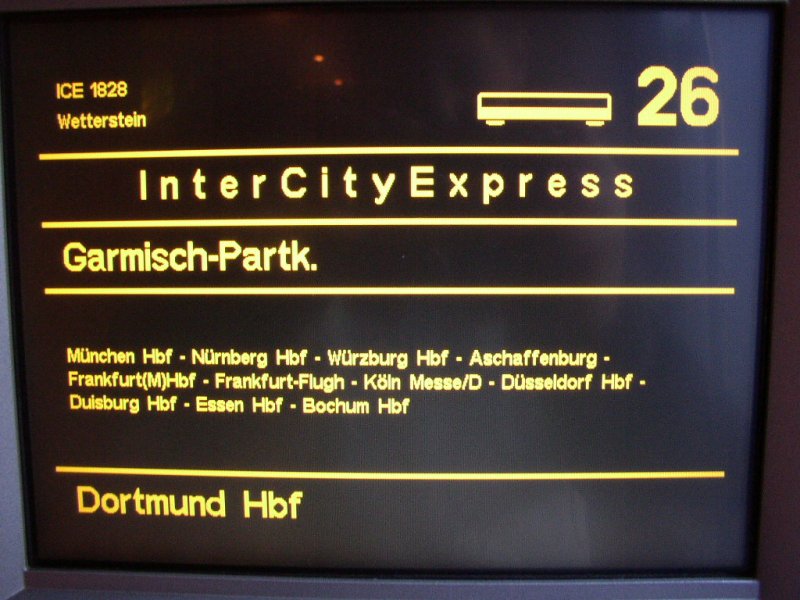 ICE 1828
Wetterstein
26
InterCityExpress
Garmisch-Partk.
München Hbf - Nürnberg Hbf - Würzburg Hbf - Aschaffenburg -
Frankfurt(M)Hbf - Frankfurt-Flugh - Köln Messe/D - Düsseldorf Hbf -
Duisburg Hbf - Essen Hbf - Bochum Hbf
Dortmund Hbf